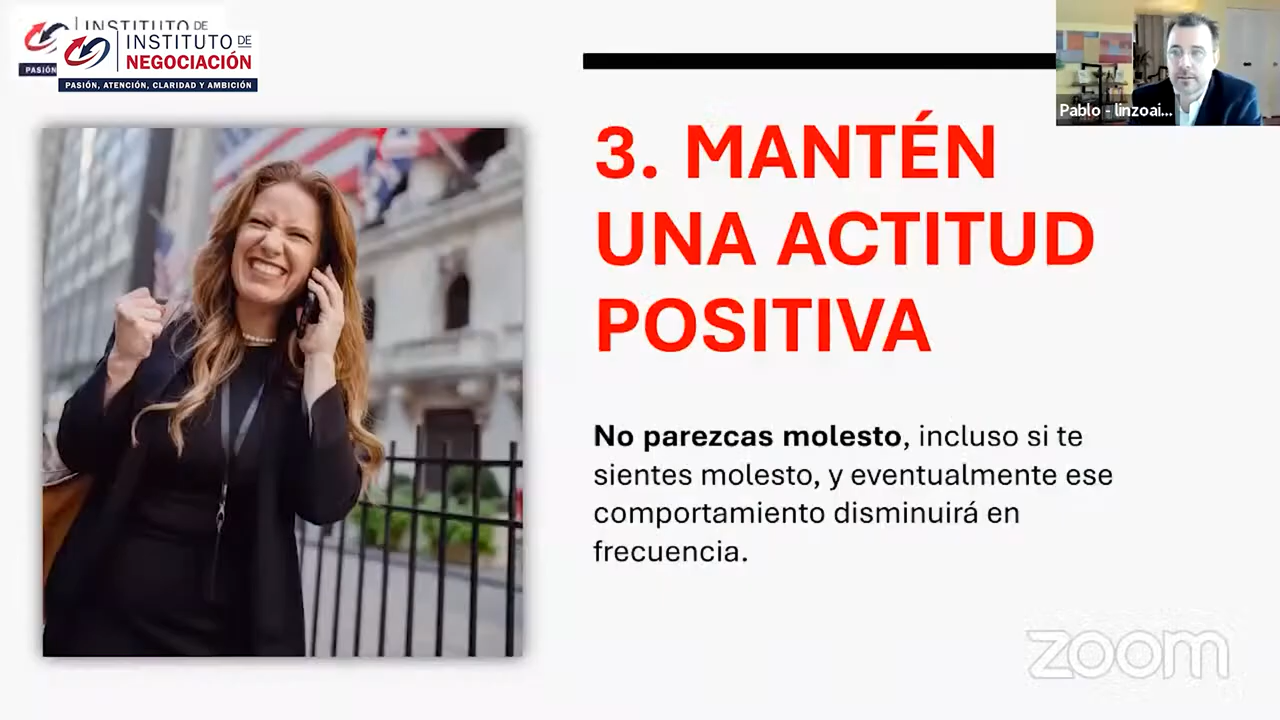 INSTITUTO DE
PASIÓN
INSTITUTO DE
NEGOCIACIÓN
PASIÓN, ATENCIÓN, CLARIDAD Y AMBICIÓN
Pablo - linzoai...
3. MANTÉN
UNA ACTITUD
POSITIVA
No parezcas molesto, incluso si te
sientes molesto, y eventualmente ese
comportamiento disminuirá en
frecuencia.
zoom